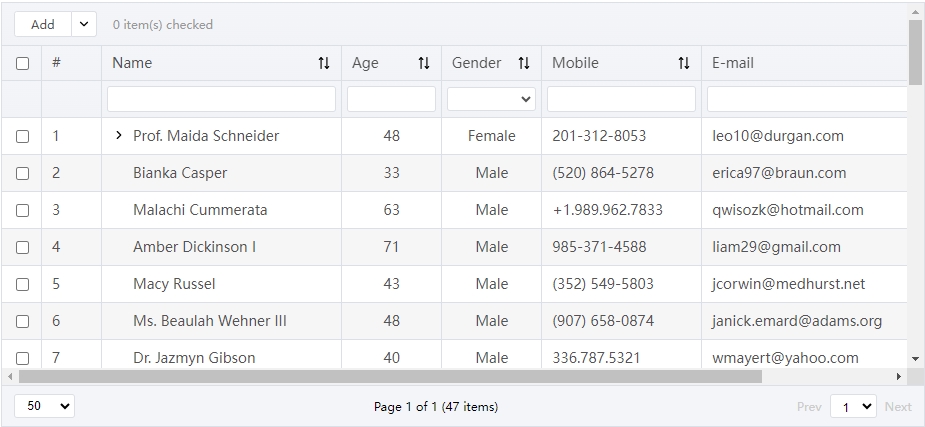 Add 0 item(s) checked
# Name Age Gender Mobile E-mail
1 Prof. Maida Schneider 48 Female 201-312-8053 leo10@durgan.com
2 Bianka Casper 33 Male (520) 864-5278 erica97@braun.com
3 Malachi Cummerata 63 Male +1.989.962.7833 qwisozk@hotmail.com
4 Amber Dickinson I 71 Male 985-371-4588 liam29@gmail.com
5 Macy Russel 43 Male (352) 549-5803 jcorwin@medhurst.net
6 Ms. Beaulah Wehner III 48 Male (907) 658-0874 janick.emard@adams.org
7 Dr. Jazmyn Gibson 40 Male 336.787.5321 wmayert@yahoo.com
50 Page 1 of 1 (47 items) Prev 1 Next